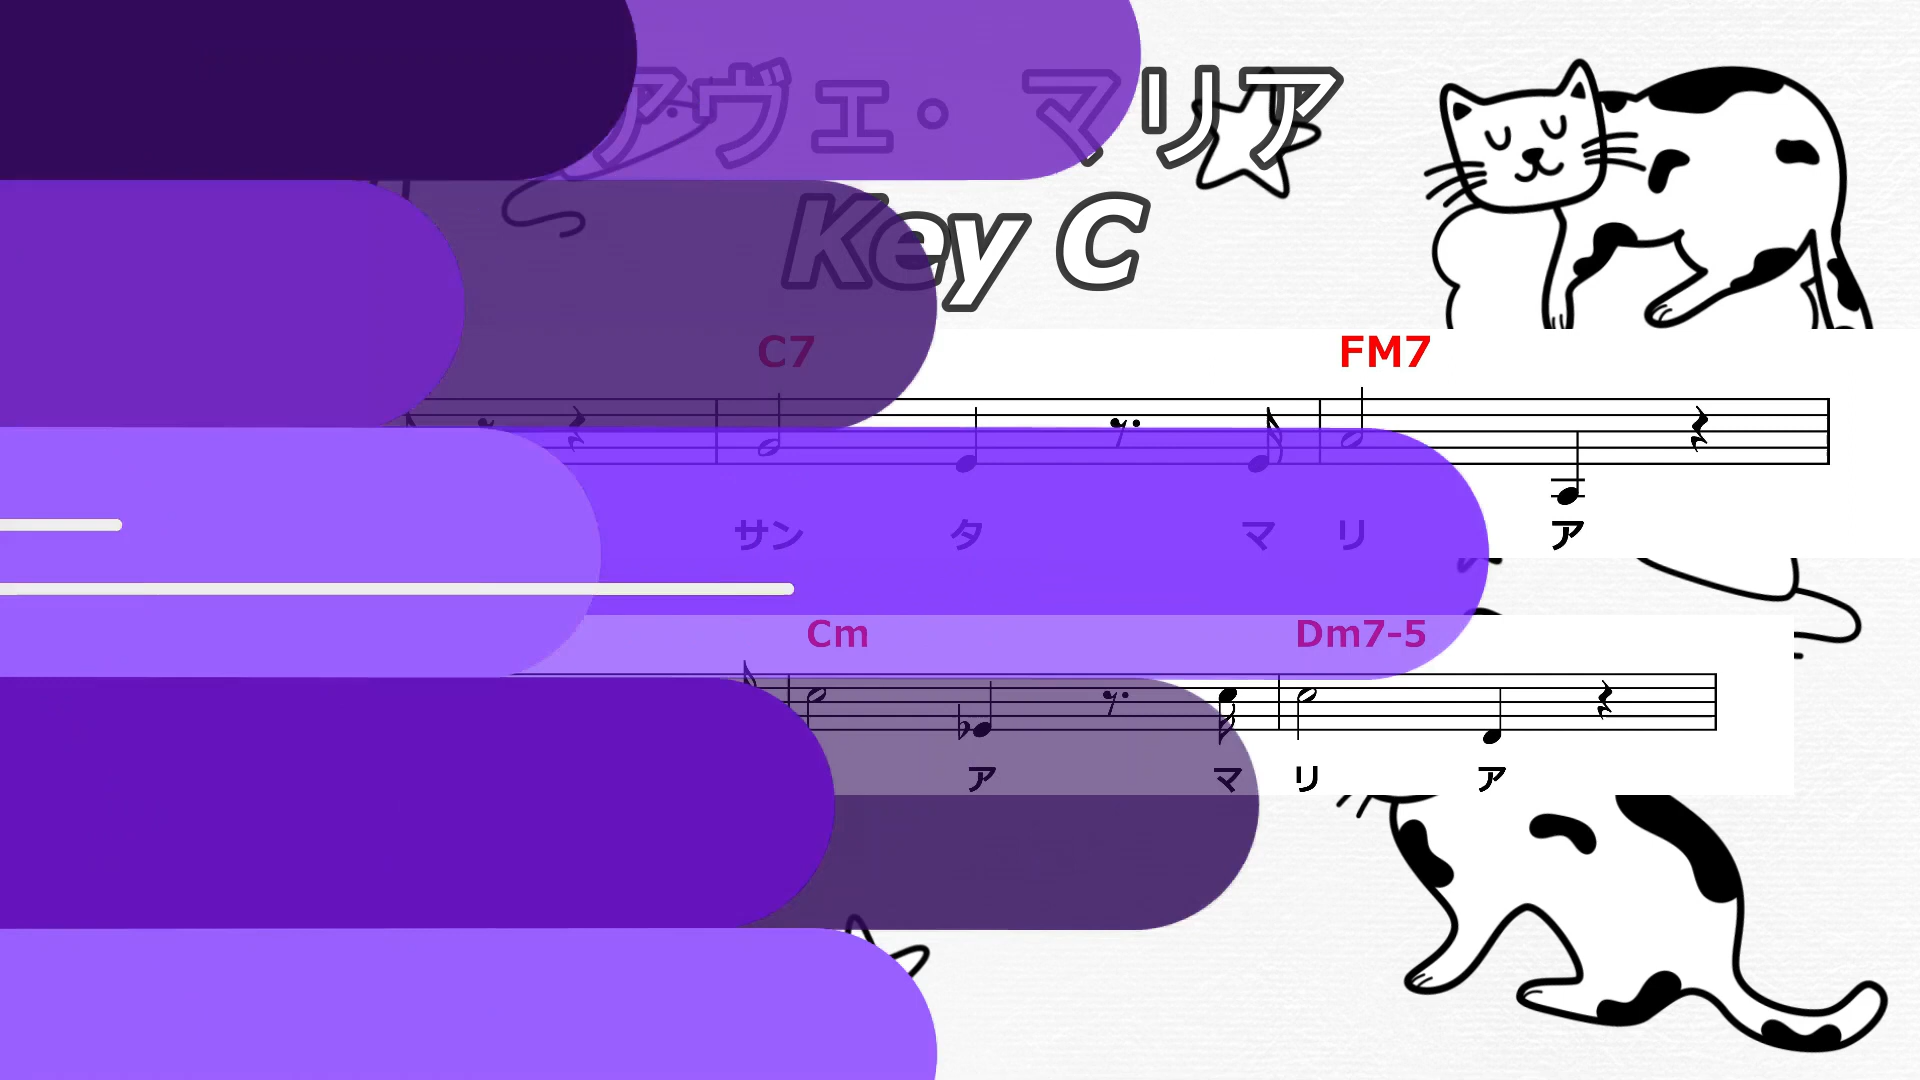 アヴェ・マリア
Key C
C7 FM7
サン タ マ リ ア
Cm Dm7-5
ア マ リ ア